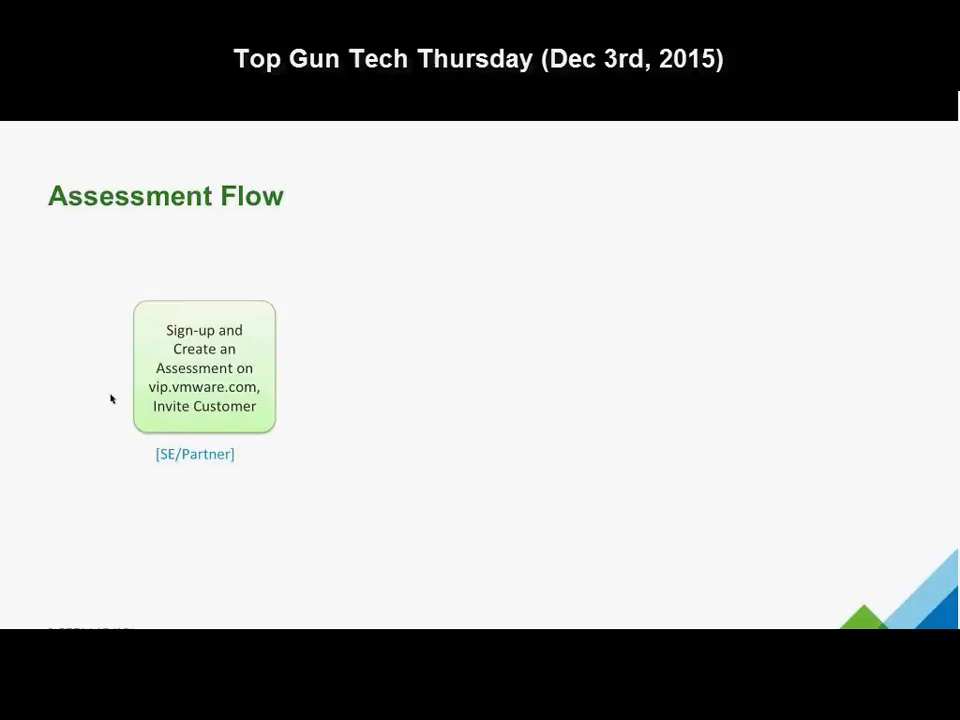 Top Gun Tech Thursday (Dec 3rd, 2015)
Assessment Flow
Sign-up and
Create an
Assessment on
vip.vmware.com,
Invite Customer
[SE/Partner]